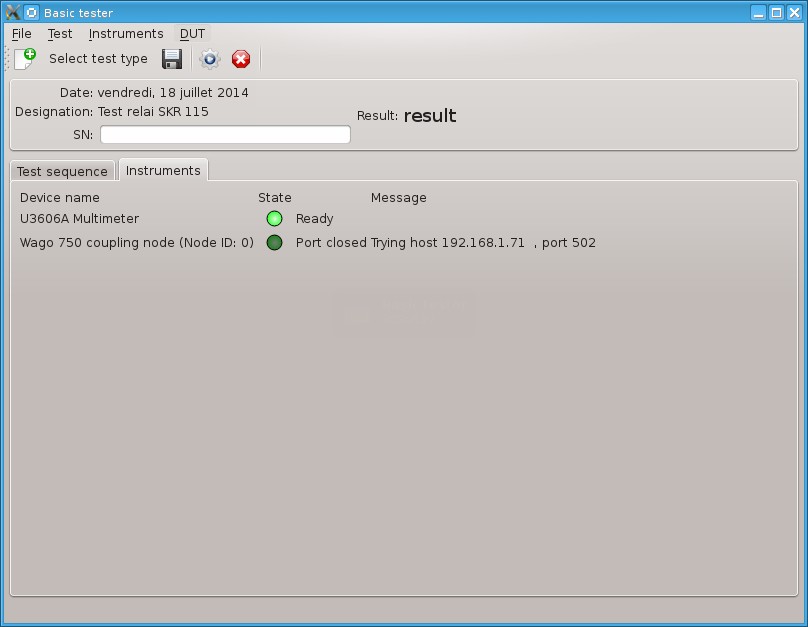 Basic tester
File Test Instruments DUT
Select test type
Date: vendredi, 18 juillet 2014
Designation: Test relai SKR 115
Result: result
SN:
Test sequence Instruments
Device name State Message
U3606A Multimeter Ready
Wago 750 coupling node (Node ID: 0) Port closed Trying host 192.168.1.71 , port 502